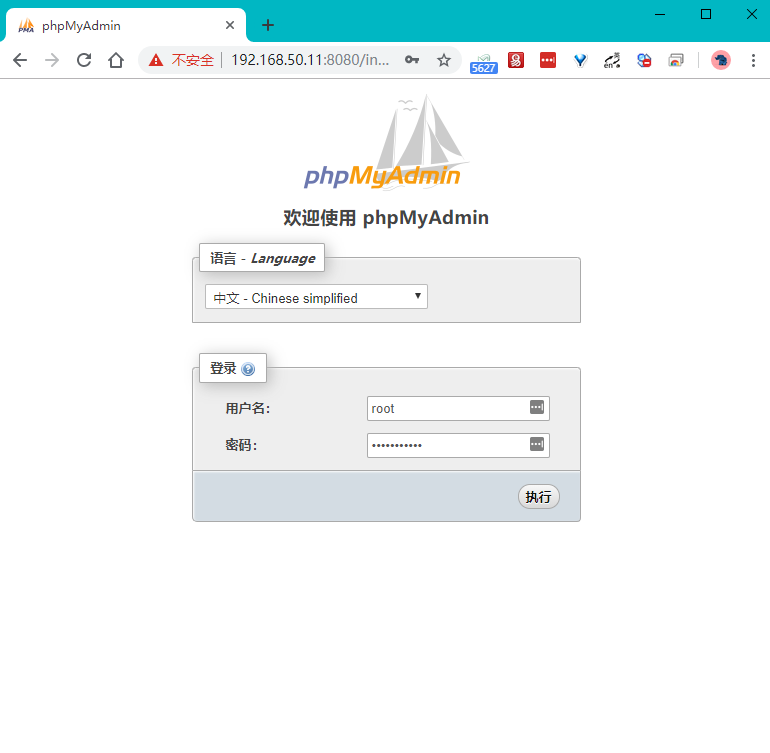 phpMyAdmin
不安全 192.168.50.11:8080/in...
5627
en
phpMyAdmin
欢迎使用 phpMyAdmin
语言 - Language
中文 - Chinese simplified
登录
用户名：
root
密码：
•••••••••••
执行